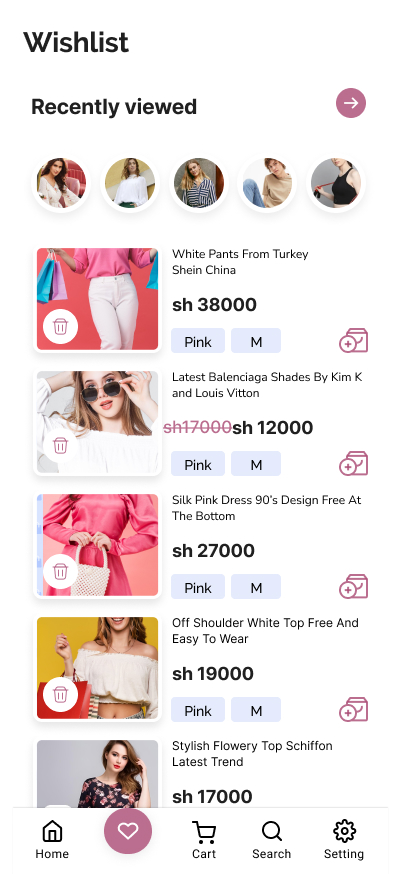 Wishlist
Recently viewed
White Pants From Turkey
Shein China
sh 38000
Pink M
Latest Balenciaga Shades By Kim K
and Louis Vitton
sh17000 sh 12000
Pink M
Silk Pink Dress 90’s Design Free At
The Bottom
sh 27000
Pink M
Off Shoulder White Top Free And
Easy To Wear
sh 19000
Pink M
Stylish Flowery Top Schiffon
Latest Trend
sh 17000
Home Cart Search Setting